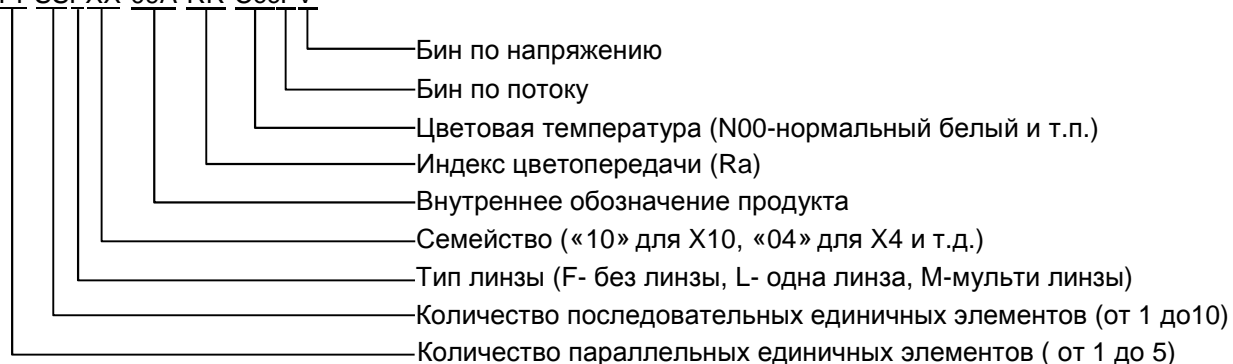 Бин по напряжению
Бин по потоку
Цветовая температура (N00-нормальный белый и т.п.)
Индекс цветопередачи (Ra)
Внутреннее обозначение продукта
Семейство («10» для X10, «04» для X4 и т.д.)
Тип линзы (F- без линзы, L- одна линза, M-мульти линзы)
Количество последовательных единичных элементов (от 1 до10)
Количество параллельных единичных элементов ( от 1 до 5)